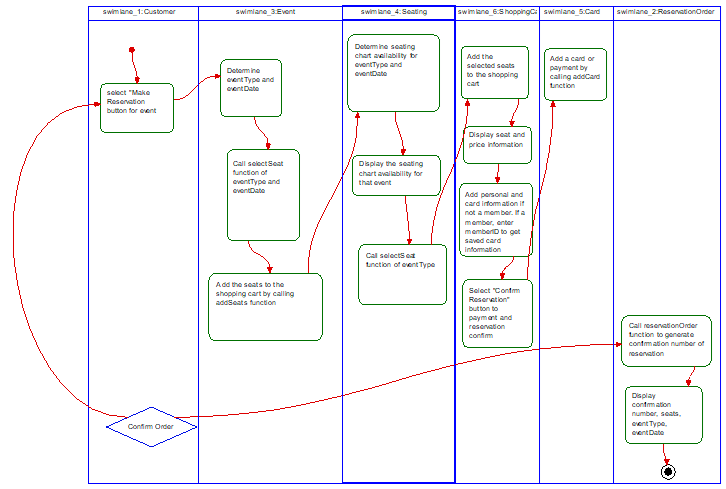 swimlane_1:Customer
swimlane_3:Event
swimlane_4:Seating
swimlane_6:ShoppingCa
swimlane_5:Card
swimlane_2:ReservationOrder
select "Make
Reservation
button for event
Confirm Order
Determine
eventType and
eventDate
Call selectSeat
function of
eventType and
eventDate
Add the seats to the
shopping cart by calling
addSeats function
Determine seating
chart availability for
eventType and
eventDate
Display the seating
chart availability for
that event
Call selectSeat
function of eventType
Add the
selected seats
to the shopping
cart
Display seat and
price information
Add personal and
card information if
not a member. If a
member, enter
memberID to get
saved card
information
Select "Confirm
Reservation"
button to
payment and
reservation
confirm
Add a card or
payment by
calling addCard
function
Call reservationOrder
function to generate
confirmation number of
reservation
Display
confirmation
number, seats,
eventType,
eventDate